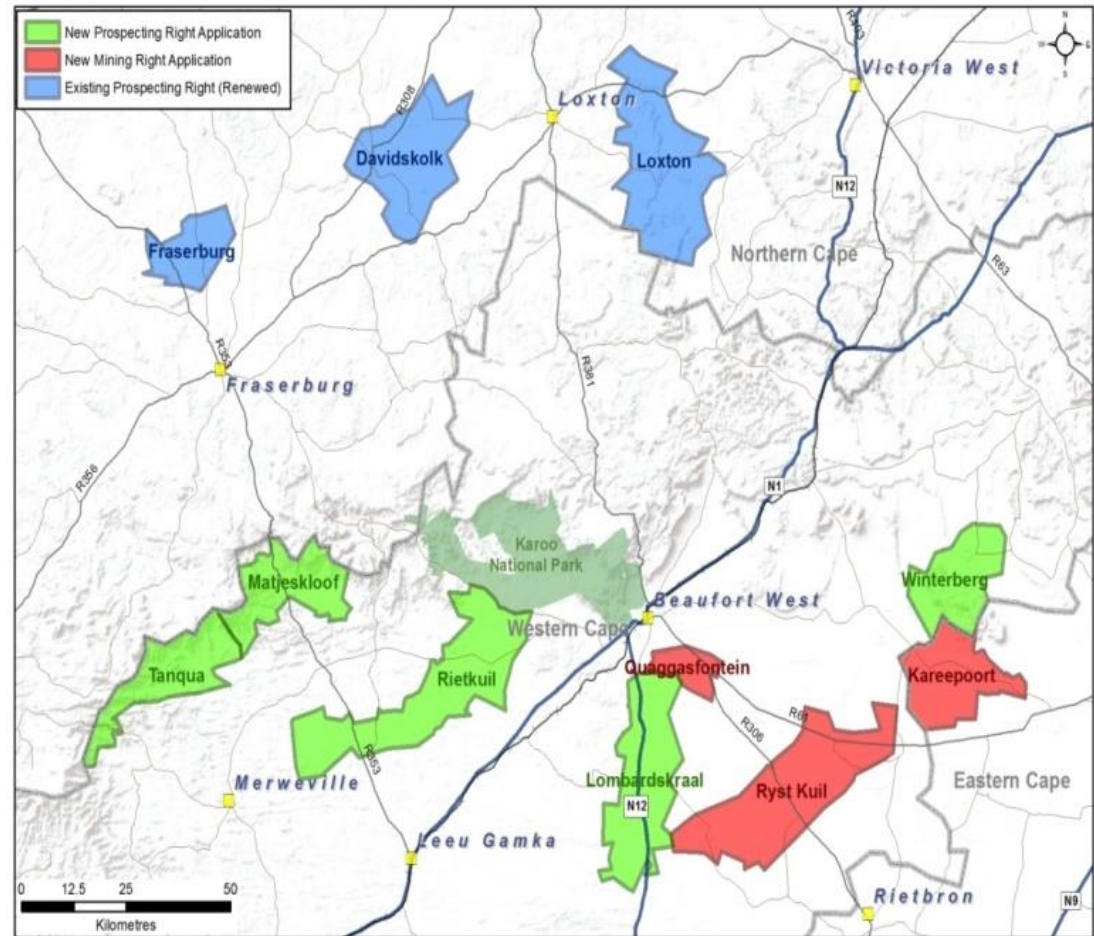 New Prospecting Right Application
New Mining Right Application
Existing Prospecting Right (Renewed)
N
W
E
S
R403
Victoria West
R308
Loxton
Davidskolk
Loxton
N12
Fraserburg
Northern Cape
R63
R353
Fraserburg
R381
R356
N1
Karoo
National Park
Matjeskloof
Winterberg
Beaufort West
Western Cape
Tanqua
Rietkuil
Quaggasfontein
Kareepoort
R61
R306
R353
Merweville
Lombardskraal
N12
Ryst Kuil
Eastern Cape
Leeu Gamka
0 12.5 25 50
Kilometres
Rietbron
N9